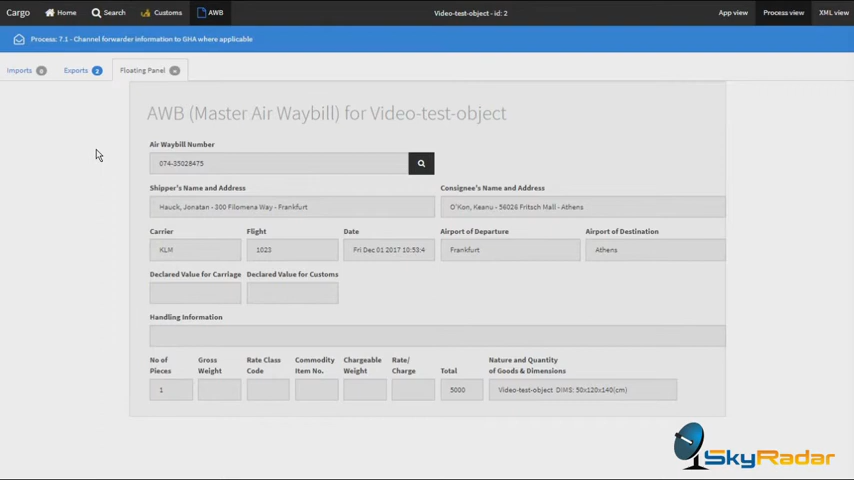 Cargo Home Search Customs AWB Video-test-object - id: 2 App view Process view XML view
Process: 7.1 - Channel forwarder information to GHA where applicable
Imports 0 Exports 2 Floating Panel
AWB (Master Air Waybill) for Video-test-object
Air Waybill Number
074-35028475
Shipper's Name and Address Consignee's Name and Address
Hauck, Jonatan - 300 Filomena Way - Frankfurt O'Kon, Keanu - 56026 Fritsch Mall - Athens
Carrier Flight Date Airport of Departure Airport of Destination
KLM 1023 Fri Dec 01 2017 10:53:4 Frankfurt Athens
Declared Value for Carriage Declared Value for Customs
Handling Information
No of Gross Rate Class Commodity Chargeable Rate/ Total Nature and Quantity
Pieces Weight Code Item No. Weight Charge of Goods & Dimensions
1 5000 Video-test-object DIMS: 50x120x140(cm)
SkyRadar